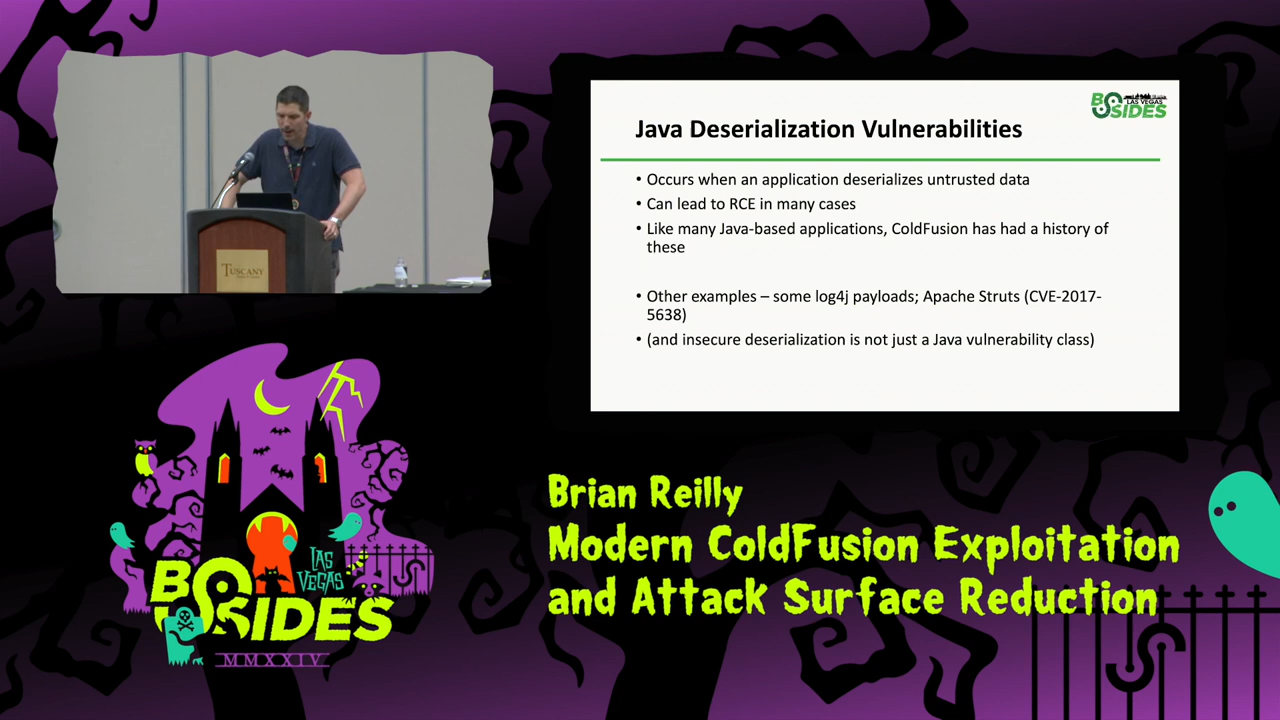 TUSCANY
BSIDES
LAS VEGAS
Java Deserialization Vulnerabilities
• Occurs when an application deserializes untrusted data
• Can lead to RCE in many cases
• Like many Java-based applications, ColdFusion has had a history of
these
• Other examples – some log4j payloads; Apache Struts (CVE-2017-
5638)
• (and insecure deserialization is not just a Java vulnerability class)
LAS
VEGAS
BSIDES
MMXXIV
Brian Reilly
Modern ColdFusion Exploitation
and Attack Surface Reduction